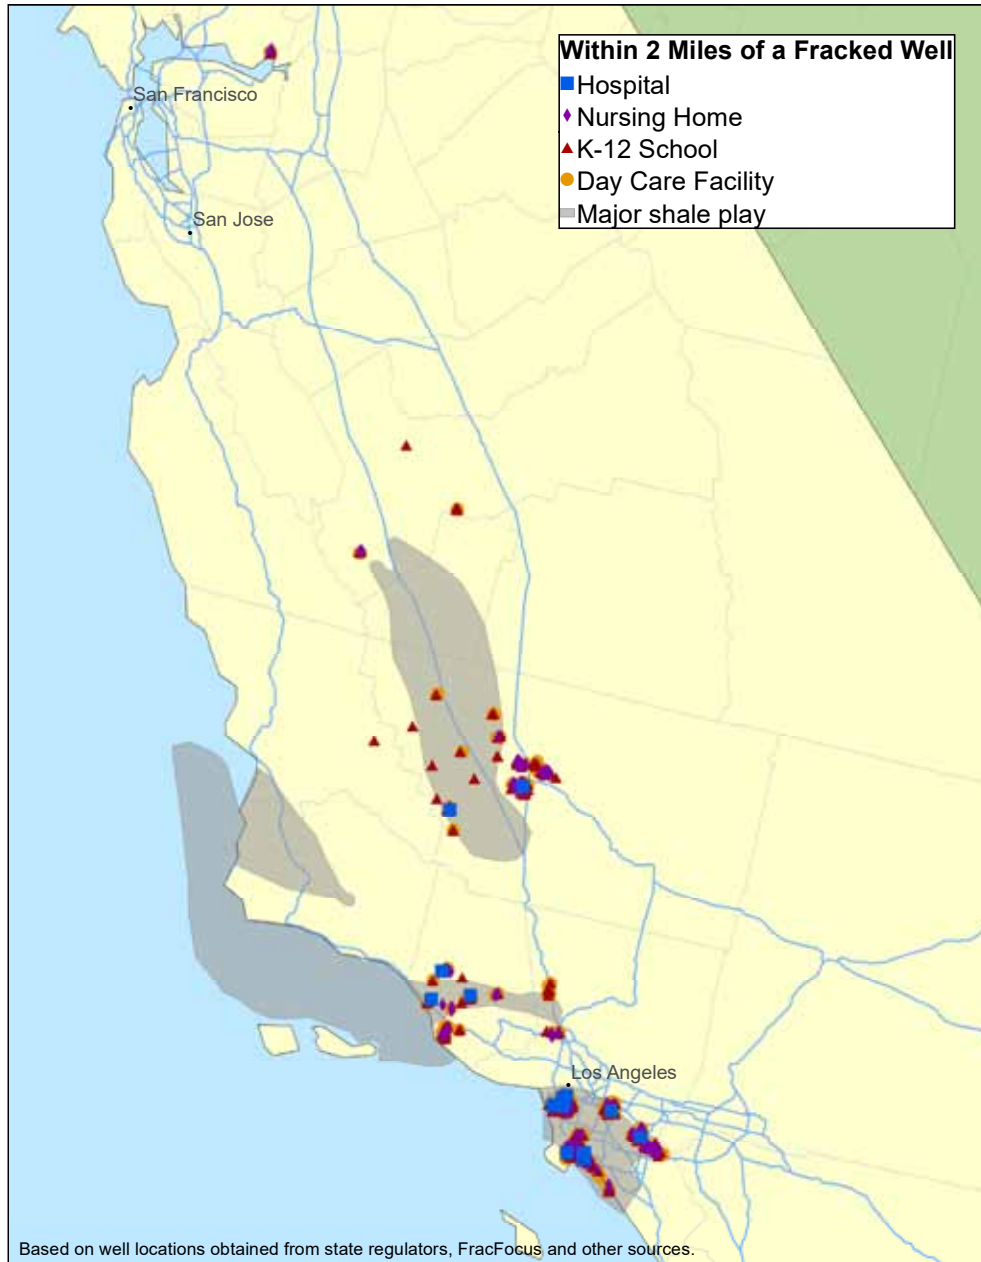 Within 2 Miles of a Fracked Well
Hospital
Nursing Home
K-12 School
Day Care Facility
Major shale play
San Francisco
San Jose
Los Angeles
Based on well locations obtained from state regulators, FracFocus and other sources.